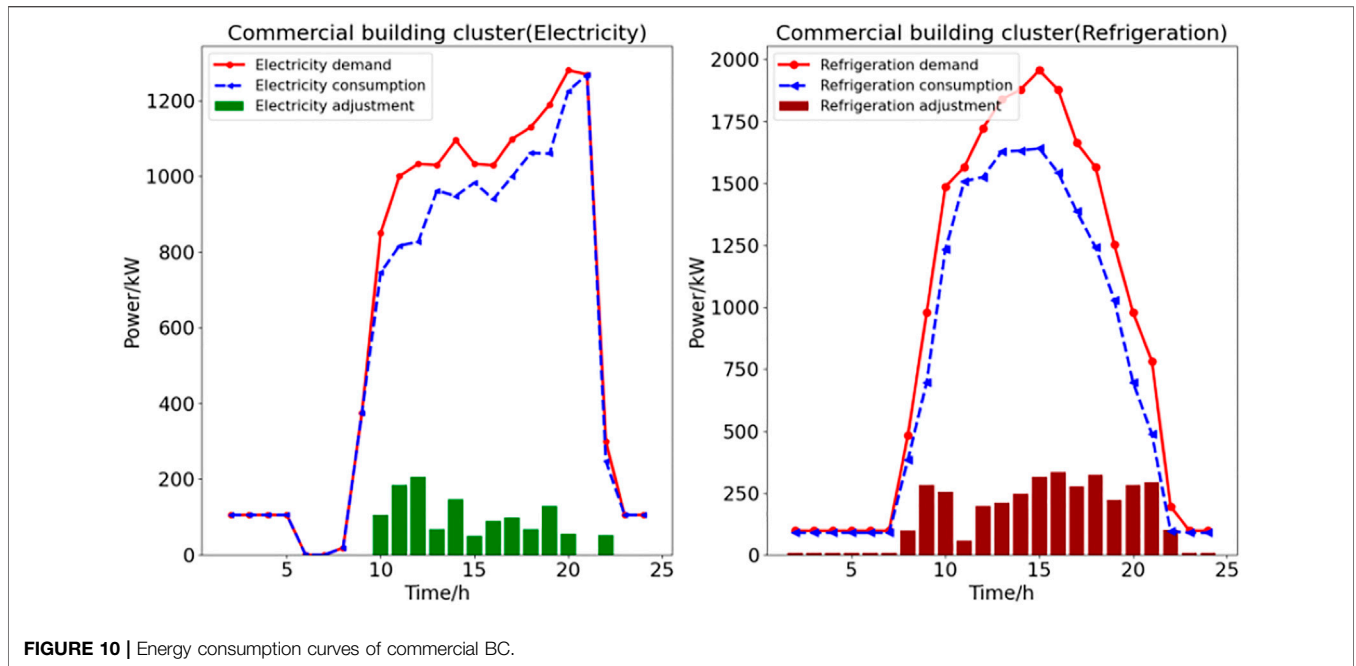 Commercial building cluster(Electricity)
Electricity demand
Electricity consumption
Electricity adjustment
Power/kW
1200
1000
800
600
400
200
0
5
10
15
20
25
Time/h
Commercial building cluster(Refrigeration)
Refrigeration demand
Refrigeration consumption
Refrigeration adjustment
Power/kW
2000
1750
1500
1250
1000
750
500
250
0
5
10
15
20
25
Time/h
FIGURE 10 | Energy consumption curves of commercial BC.